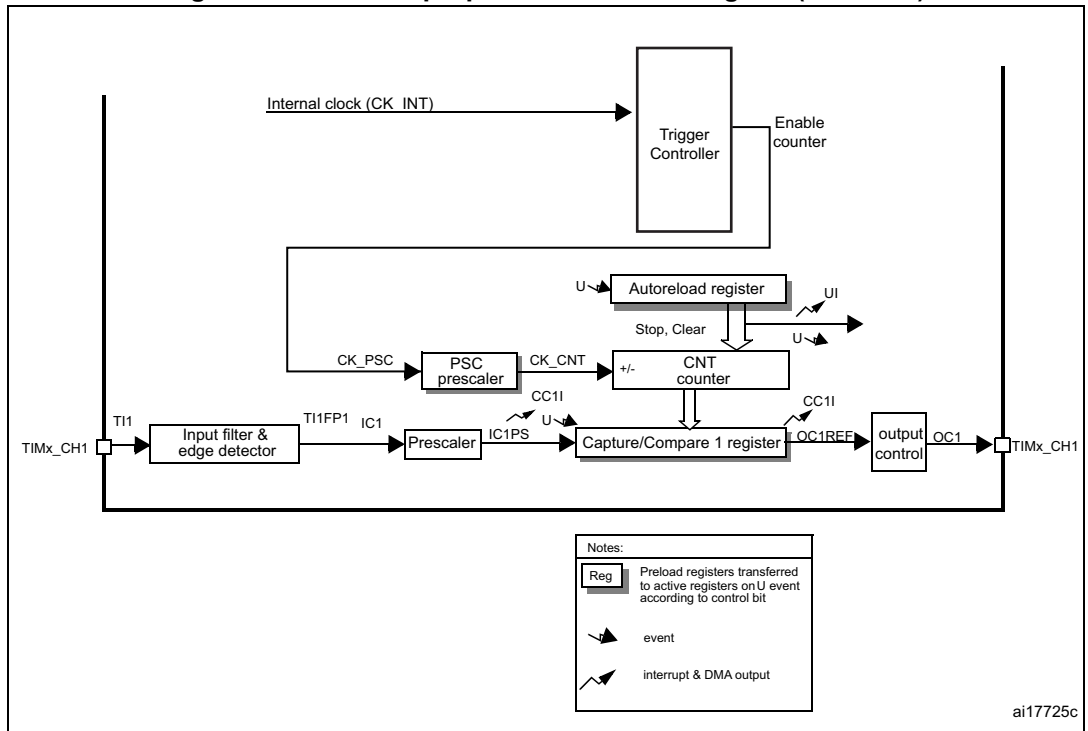 Internal clock (CK_INT)
Trigger
Controller
Enable
counter
U
Autoreload register
UI
Stop, Clear
U
CK_PSC
PSC
prescaler
CK_CNT
+/-
CNT
counter
CC1I
U
CC1I
TIMx_CH1
TI1
Input filter &
edge detector
TI1FP1
IC1
Prescaler
IC1PS
Capture/Compare 1 register
OC1REF
output
control
OC1
TIMx_CH1
Notes:
Reg
Preload registers transferred
to active registers on U event
according to control bit
event
interrupt & DMA output
ai17725c